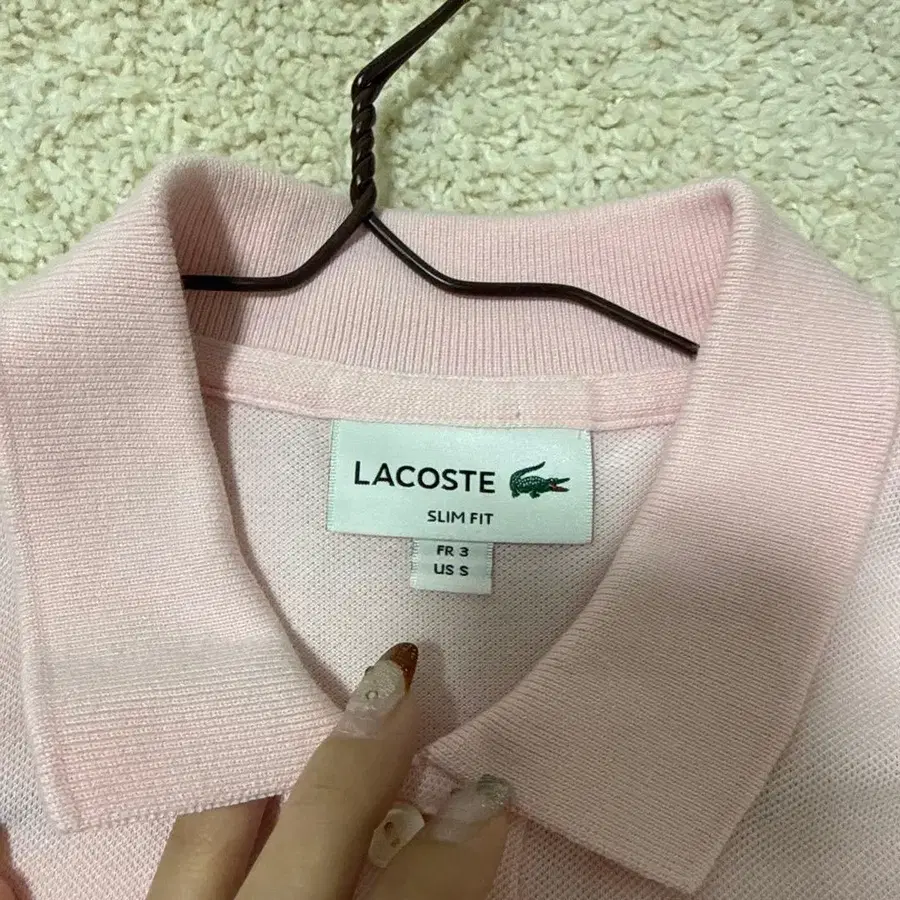 LACOSTE
SLIM FIT
FR 3
US S